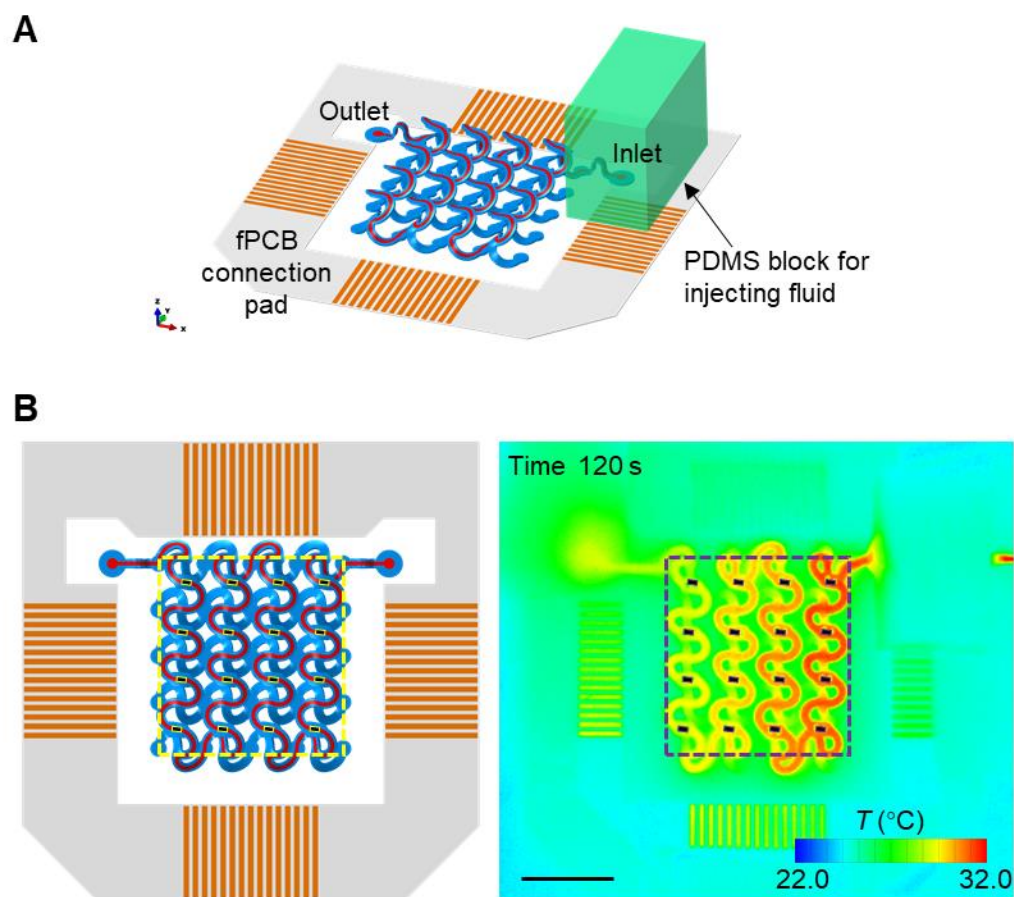 A
Outlet
Inlet
fPCB
connection
pad
PDMS block for
injecting fluid
z
Y
x
B
Time 120 s
T (°C)
22.0
32.0